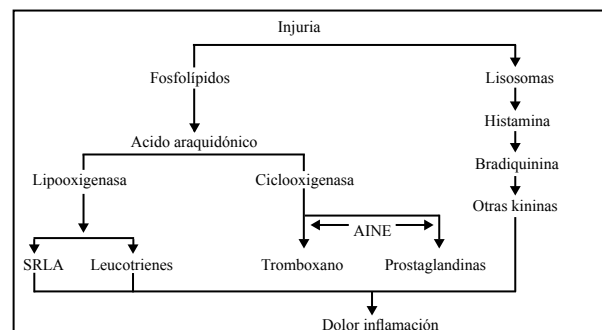 Injuria
Fosfolípidos
Lisosomas
Histamina
Acido araquidónico
Bradiquinina
Lipooxigenasa
Ciclooxigenasa
Otras kininas
AINE
SRLA
Leucotrienes
Tromboxano
Prostaglandinas
Dolor inflamación